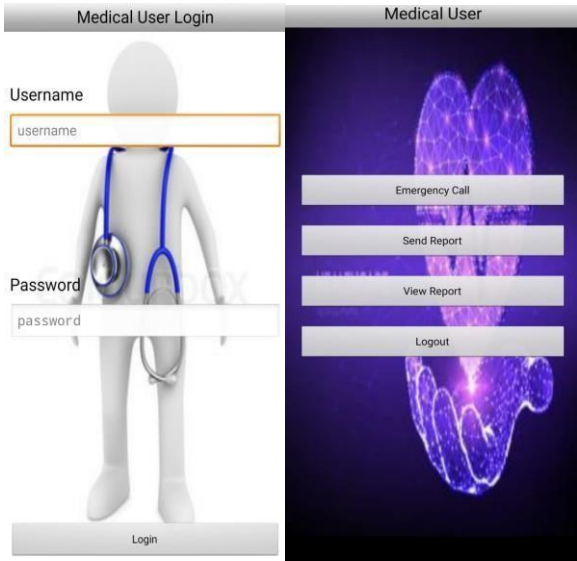 Medical User Login
Username
username
Password
password
Login
Medical User
Emergency Call
Send Report
View Report
Logout